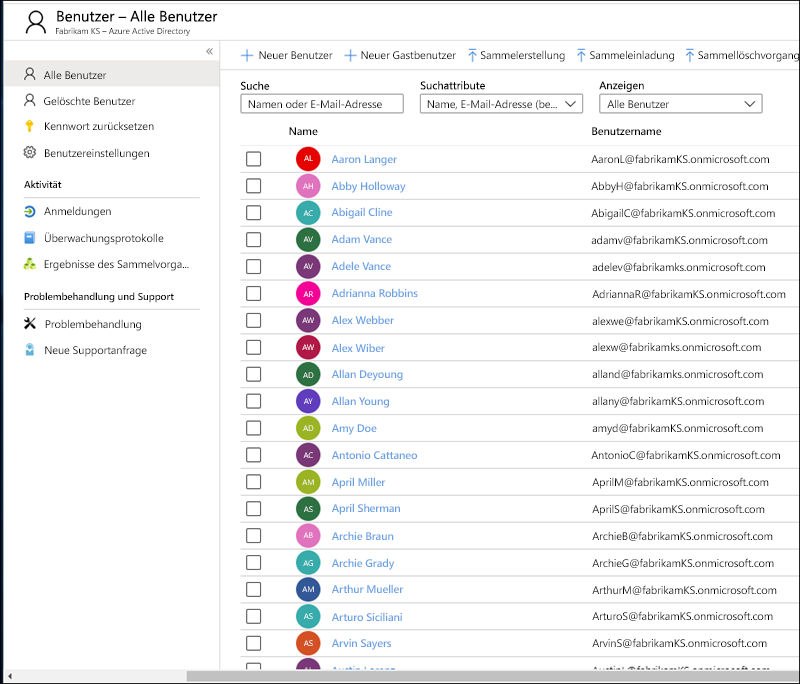 Benutzer – Alle Benutzer
Fabrikam KS – Azure Active Directory
«
Alle Benutzer
Gelöschte Benutzer
Kennwort zurücksetzen
Benutzereinstellungen
Aktivität
Anmeldungen
Überwachungsprotokolle
Ergebnisse des Sammelvorga...
Problembehandlung und Support
Problembehandlung
Neue Supportanfrage
+ Neuer Benutzer + Neuer Gastbenutzer Sammelerstellung Sammeleinladung Sammellöschvorgang
Suche Suchattribute Anzeigen
Namen oder E-Mail-Adresse Name, E-Mail-Adresse (be... Alle Benutzer
Name Benutzername
AL Aaron Langer AaronL@fabrikamKS.onmicrosoft.com
AH Abby Holloway AbbyH@fabrikamKS.onmicrosoft.com
AC Abigail Cline AbigailC@fabrikamKS.onmicrosoft.com
AV Adam Vance adamv@fabrikamKS.onmicrosoft.com
AV Adele Vance adelev@fabrikamks.onmicrosoft.com
AR Adrianna Robbins AdriannaR@fabrikamKS.onmicrosoft.com
AW Alex Webber alexwe@fabrikamKS.onmicrosoft.com
AW Alex Wiber alexw@fabrikamks.onmicrosoft.com
AD Allan Deyoung alland@fabrikamks.onmicrosoft.com
AY Allan Young allany@fabrikamKS.onmicrosoft.com
AD Amy Doe amyd@fabrikamKS.onmicrosoft.com
AC Antonio Cattaneo AntonioC@fabrikamKS.onmicrosoft.com
AM April Miller AprilM@fabrikamKS.onmicrosoft.com
AS April Sherman AprilS@fabrikamKS.onmicrosoft.com
AB Archie Braun ArchieB@fabrikamKS.onmicrosoft.com
AG Archie Grady ArchieG@fabrikamKS.onmicrosoft.com
AM Arthur Mueller ArthurM@fabrikamKS.onmicrosoft.com
AS Arturo Siciliani ArturoS@fabrikamKS.onmicrosoft.com
AS Arvin Sayers ArvinS@fabrikamKS.onmicrosoft.com